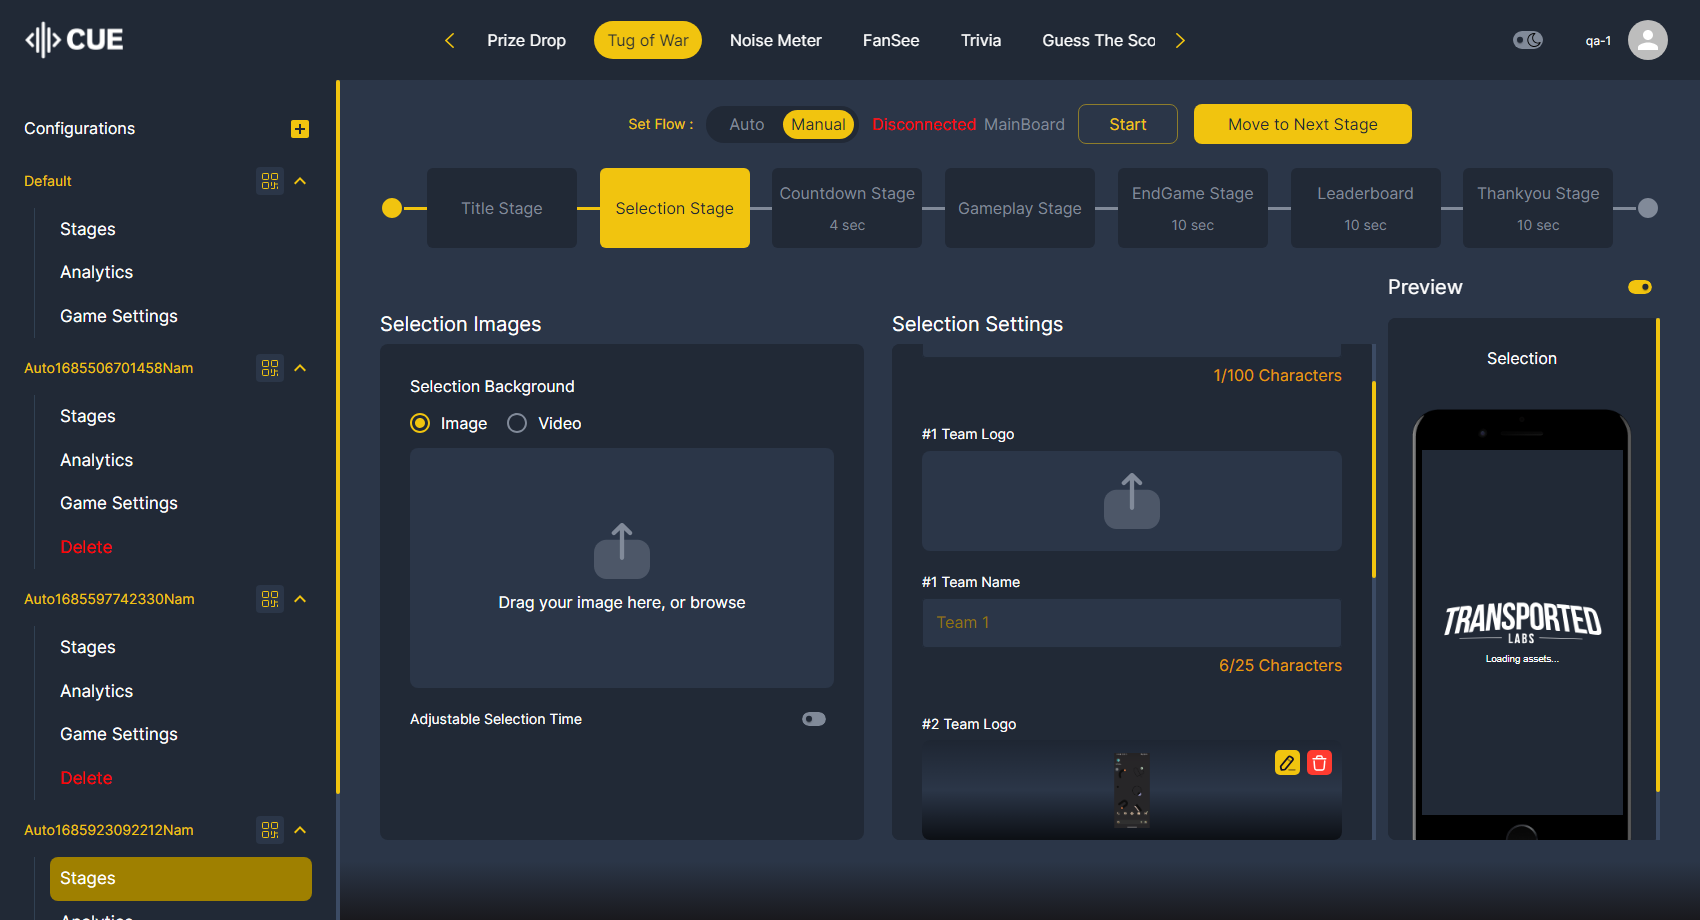 CUE
Prize Drop
Tug of War
Noise Meter
FanSee
Trivia
Guess The Sco
qa-1
Configurations
Default
Stages
Analytics
Game Settings
Auto1685506701458Nam
Stages
Analytics
Game Settings
Delete
Auto1685597742330Nam
Stages
Analytics
Game Settings
Delete
Auto1685923092212Nam
Stages
Analytics
Set Flow :
Auto
Manual
Disconnected MainBoard
Start
Move to Next Stage
Title Stage
Selection Stage
Countdown Stage
4 sec
Gameplay Stage
EndGame Stage
10 sec
Leaderboard
10 sec
Thankyou Stage
10 sec
Selection Images
Selection Background
Image
Video
Drag your image here, or browse
Adjustable Selection Time
Selection Settings
1/100 Characters
#1 Team Logo
#1 Team Name
Team 1
6/25 Characters
#2 Team Logo
Preview
Selection
TRANSPORTED
LABS
Loading assets...